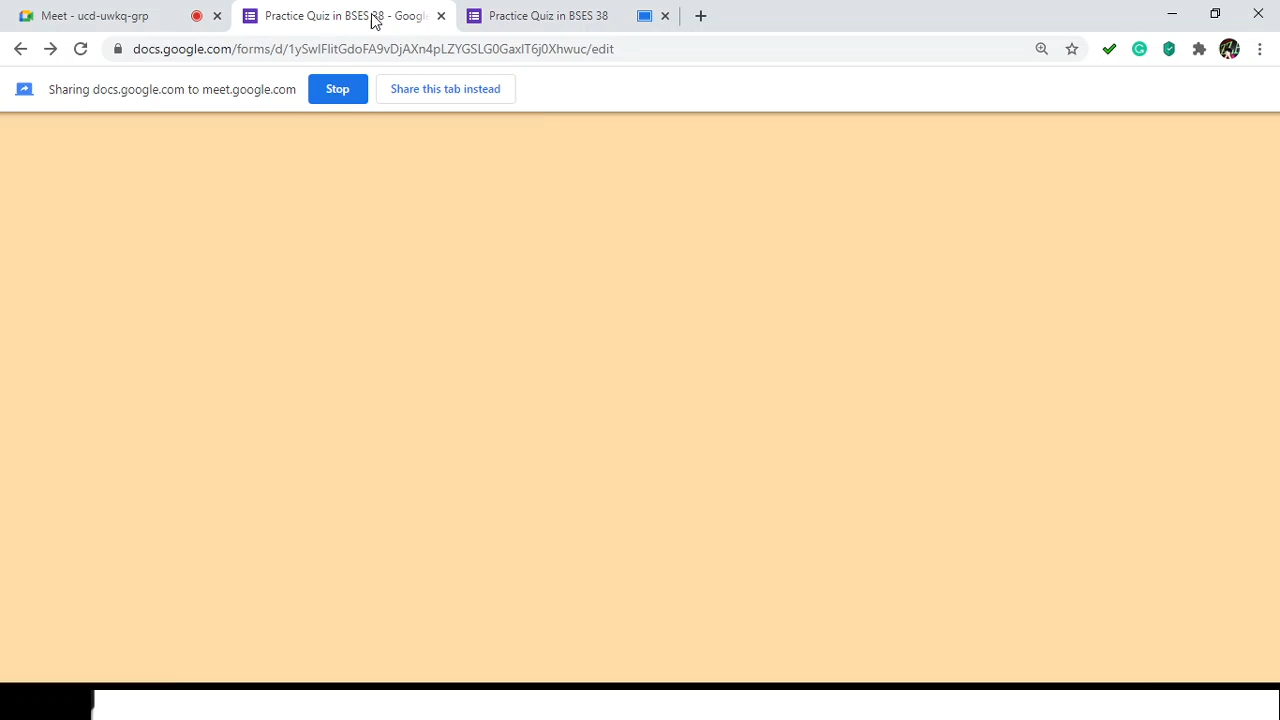 Meet - ucd-uwkq-grp
Practice Quiz in BSES 38 - Google
Practice Quiz in BSES 38
docs.google.com/forms/d/1ySwIFlitGdoFA9vDjAXn4pLZYGSLG0GaxlT6j0Xhwuc/edit
Sharing docs.google.com to meet.google.com
Stop
Share this tab instead